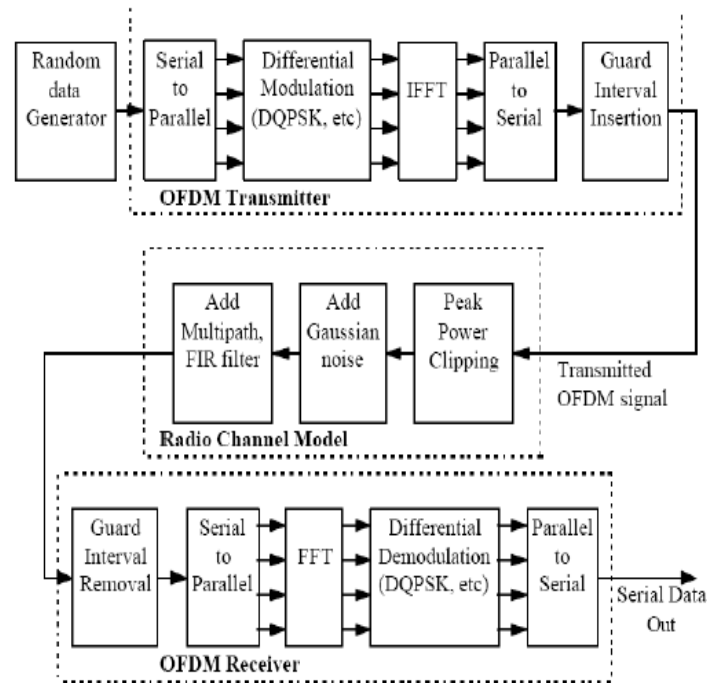 Random
data
Generator
Serial
to
Parallel
Differential
Modulation
(DQPSK, etc)
IFFT
Parallel
to
Serial
Guard
Interval
Insertion
OFDM Transmitter
Add
Multipath,
FIR filter
Add
Gaussian
noise
Peak
Power
Clipping
Transmitted
OFDM signal
Radio Channel Model
Guard
Interval
Removal
Serial
to
Parallel
FFT
Differential
Demodulation
(DQPSK, etc)
Parallel
to
Serial
Serial Data
Out
OFDM Receiver